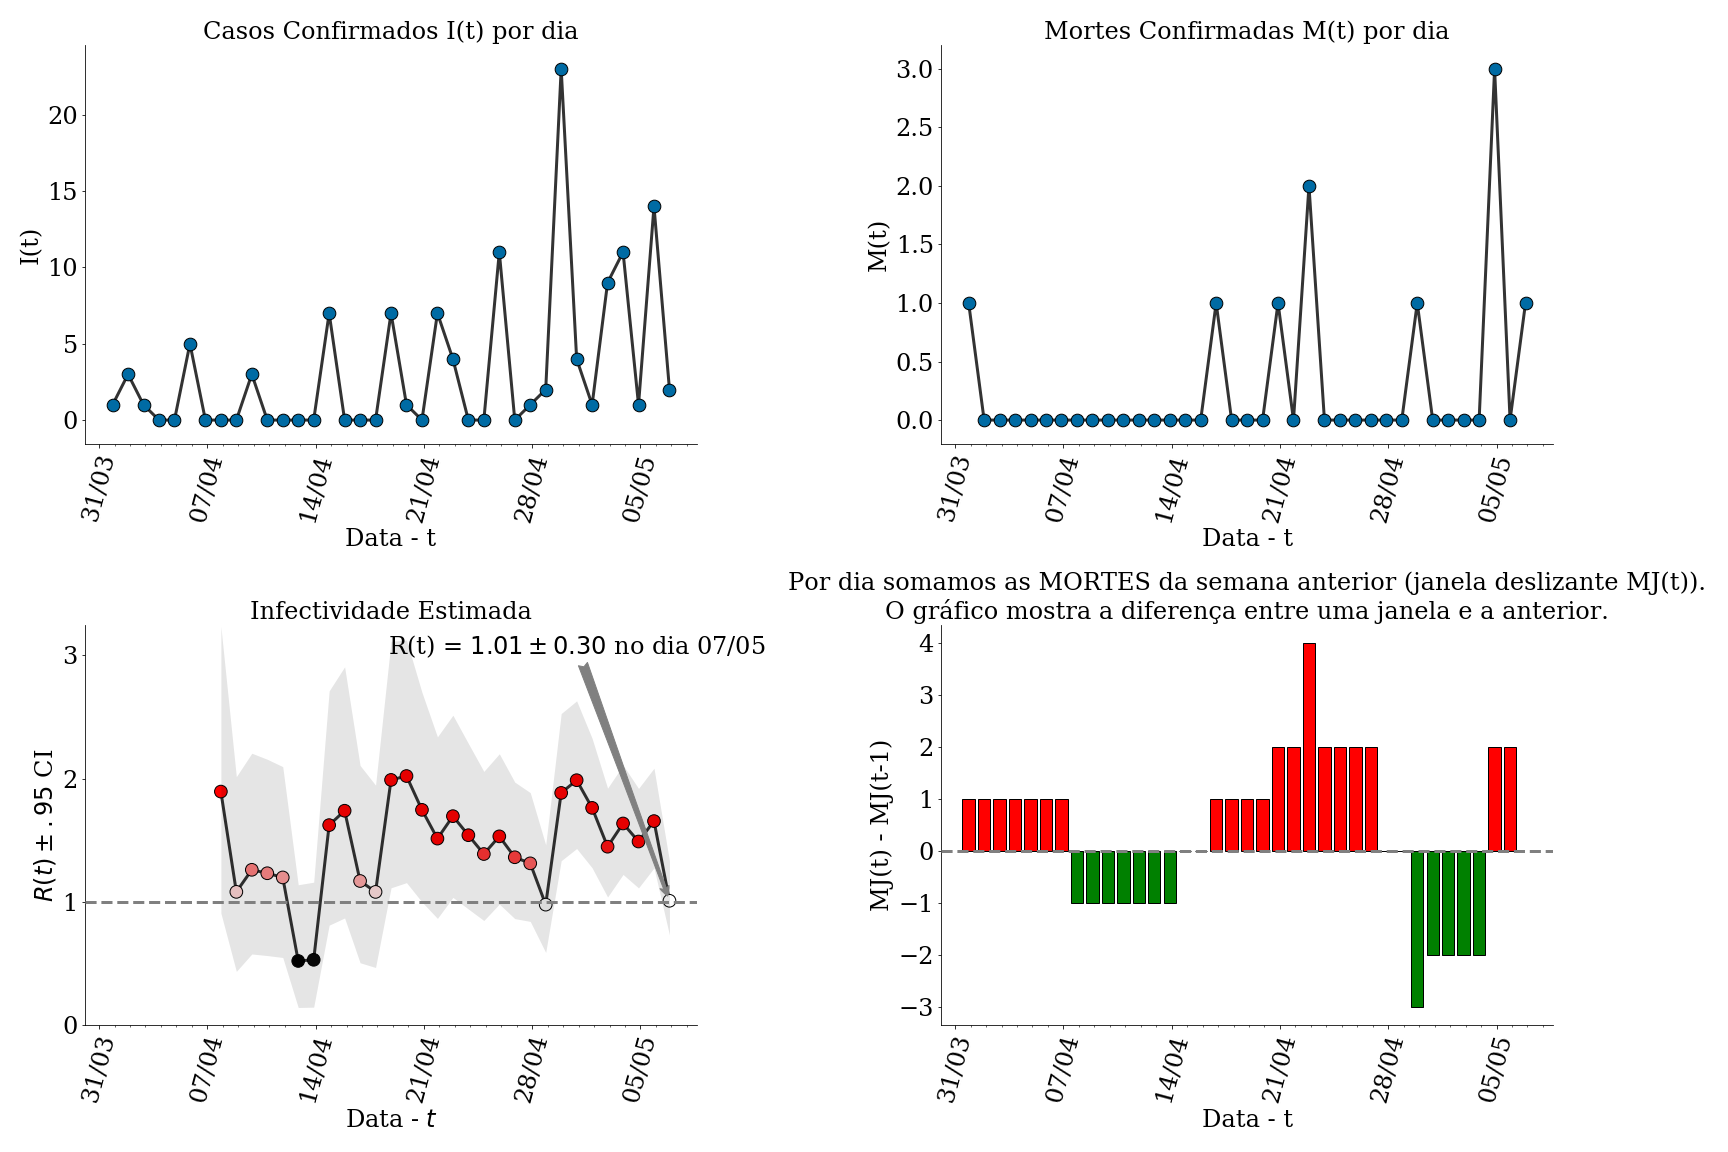 Casos Confirmados I(t) por dia
I(t)
20
15
10
5
0
31/03 07/04 14/04 21/04 28/04 05/05
Data - t
Mortes Confirmadas M(t) por dia
M(t)
3.0
2.5
2.0
1.5
1.0
0.5
0.0
31/03 07/04 14/04 21/04 28/04 05/05
Data - t
Infectividade Estimada
R(t) = 1.01 ± 0.30 no dia 07/05
R(t) ± .95 CI
3
2
1
0
31/03 07/04 14/04 21/04 28/04 05/05
Data - t
Por dia somamos as MORTES da semana anterior (janela deslizante MJ(t)).
O gráfico mostra a diferença entre uma janela e a anterior.
MJ(t) - MJ(t-1)
4
3
2
1
0
−1
−2
−3
31/03 07/04 14/04 21/04 28/04 05/05
Data - t